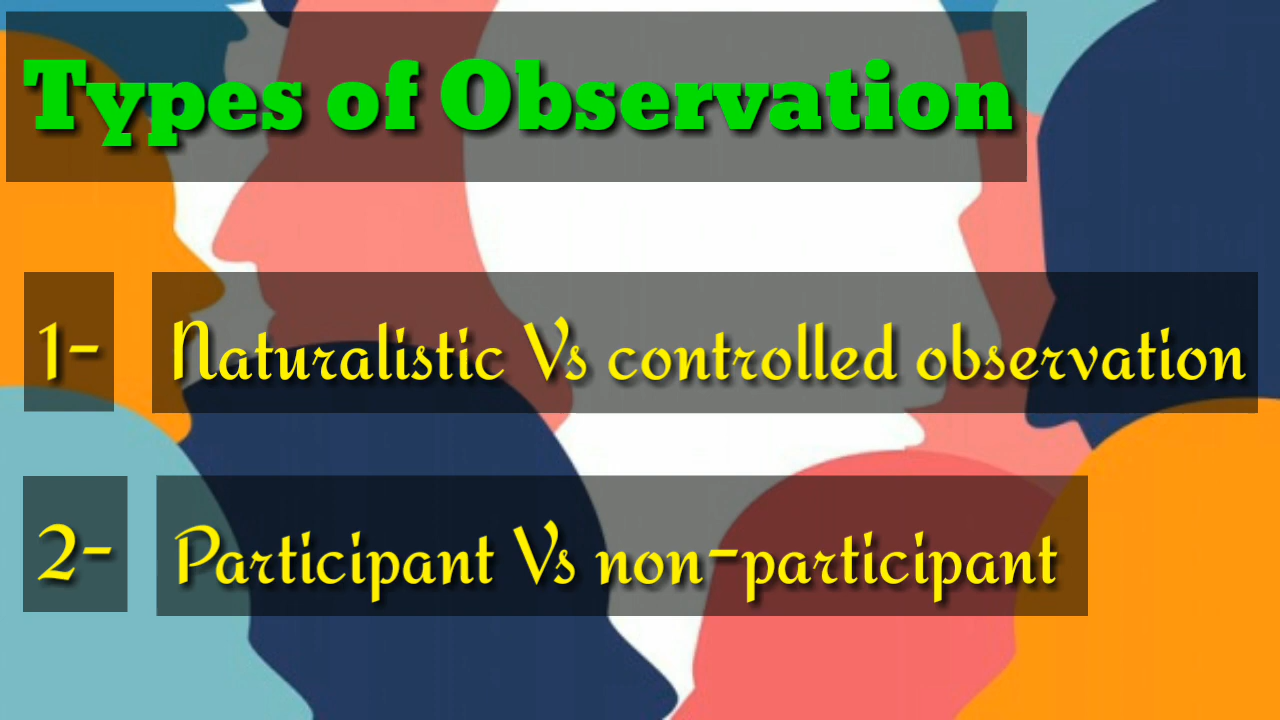 Types of Observation
1- Naturalistic Vs controlled observation
2- Participant Vs non-participant